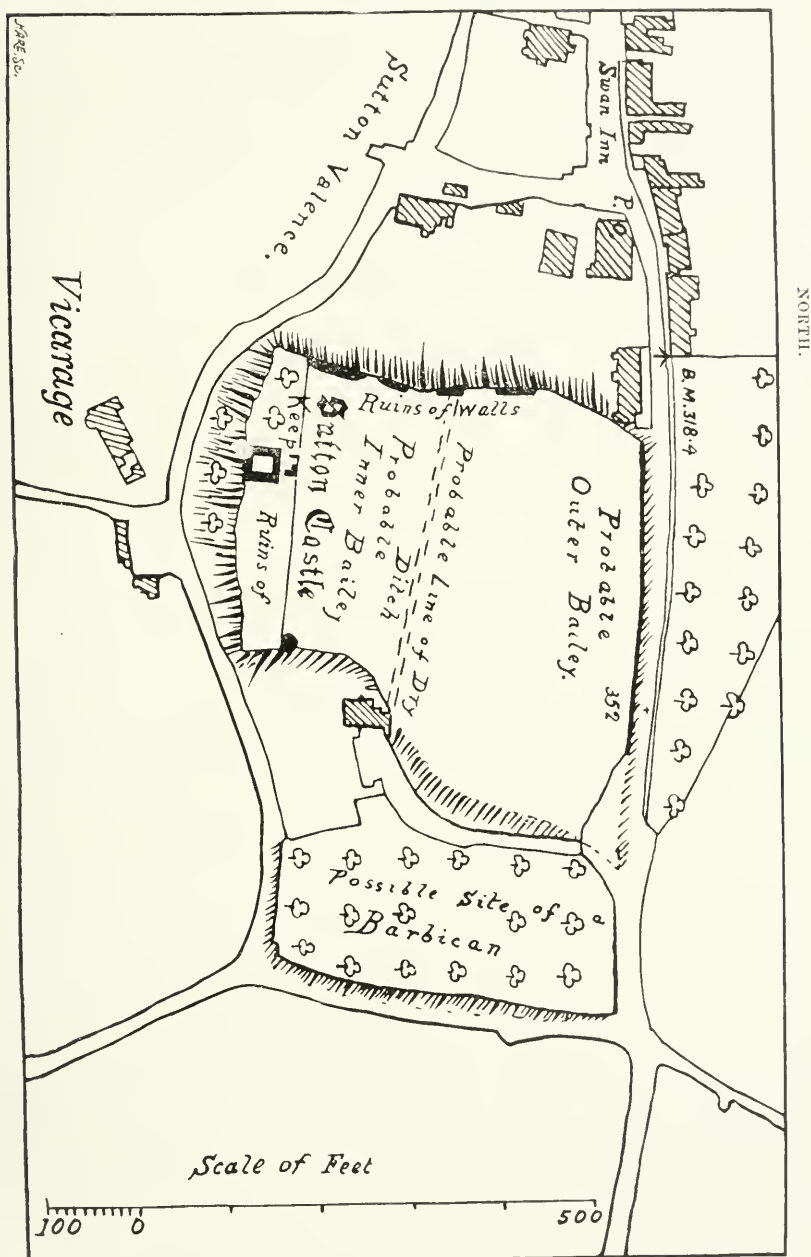 NORTH.
Swan Inn
P. O.
B.M. 318·4
Sutton Valence.
Probable
Outer Bailey.
352
Probable Line of Dry
Ditch
Probable
Inner Bailey
Ruins of Walls
Sutton Castle
Keep
Ruins of
Vicarage
Possible Site of a
Barbican
Scale of Feet
100 0 500
HARE. SC.